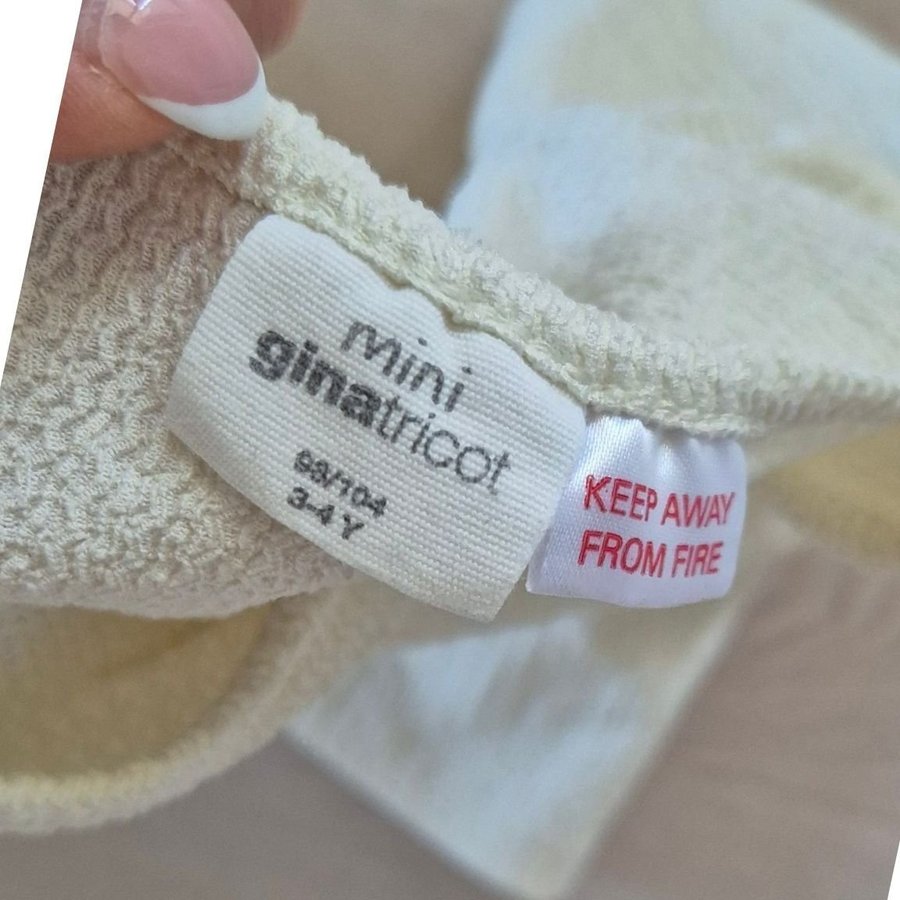 mini
ginatricot
98/104
3-4 Y
KEEP AWAY
FROM FIRE